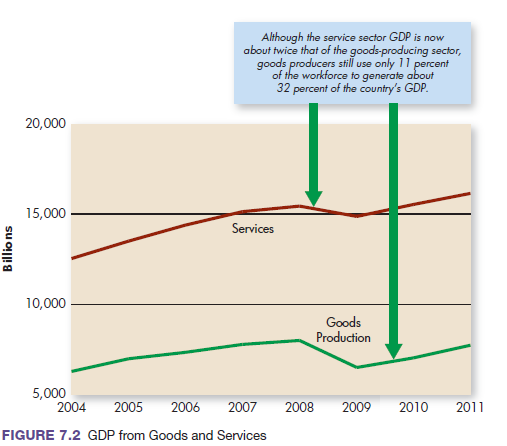 Although the service sector GDP is now
about twice that of the goods-producing sector,
goods producers still use only 11 percent
of the workforce to generate about
32 percent of the country's GDP.
20,000
15,000
Services
Billions
10,000
Goods
Production
5,000
2004 2005 2006 2007 2008 2009 2010 2011
FIGURE 7.2 GDP from Goods and Services